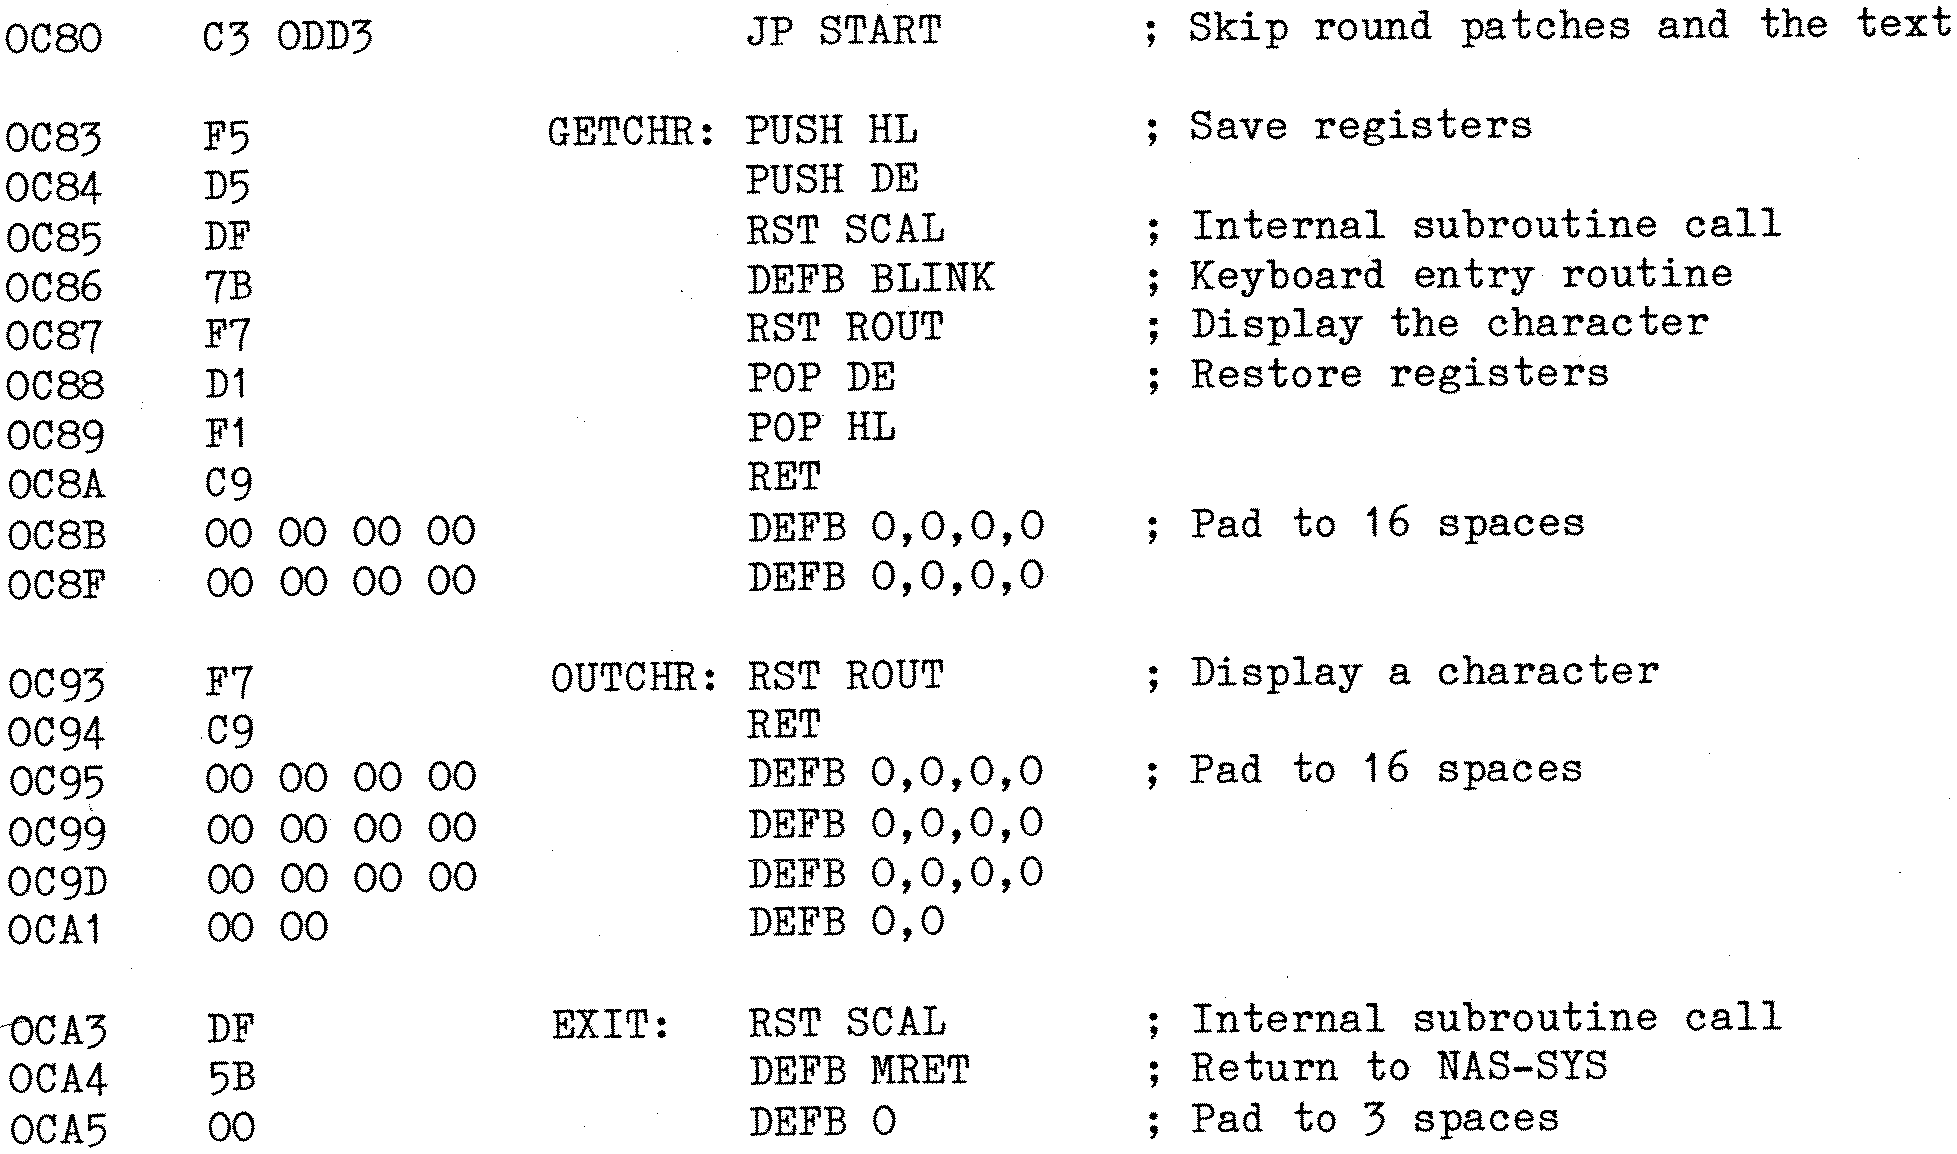 0C80 C3 0DD3 JP START ; Skip round patches and the text
0C83 F5 GETCHR: PUSH HL ; Save registers
0C84 D5 PUSH DE
0C85 DF RST SCAL ; Internal subroutine call
0C86 7B DEFB BLINK ; Keyboard entry routine
0C87 F7 RST ROUT ; Display the character
0C88 D1 POP DE ; Restore registers
0C89 F1 POP HL
0C8A C9 RET
0C8B 00 00 00 00 DEFB 0,0,0,0 ; Pad to 16 spaces
0C8F 00 00 00 00 DEFB 0,0,0,0
0C93 F7 OUTCHR: RST ROUT ; Display a character
0C94 C9 RET
0C95 00 00 00 00 DEFB 0,0,0,0 ; Pad to 16 spaces
0C99 00 00 00 00 DEFB 0,0,0,0
0C9D 00 00 00 00 DEFB 0,0,0,0
0CA1 00 00 DEFB 0,0
0CA3 DF EXIT: RST SCAL ; Internal subroutine call
0CA4 5B DEFB MRET ; Return to NAS-SYS
0CA5 00 DEFB 0 ; Pad to 3 spaces